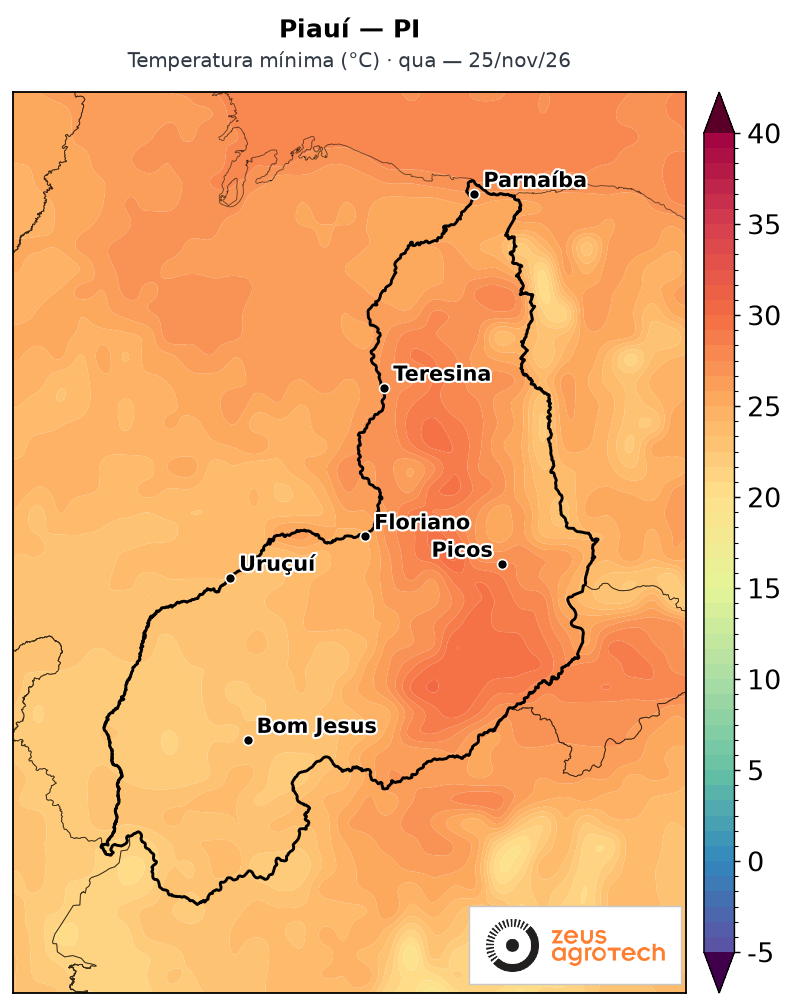 Piauí — PI
Temperatura mínima (°C) · qua — 25/nov/26
Parnaíba
Teresina
Floriano
Picos
Uruçuí
Bom Jesus
40
35
30
25
20
15
10
5
0
-5
zeus
agrotech